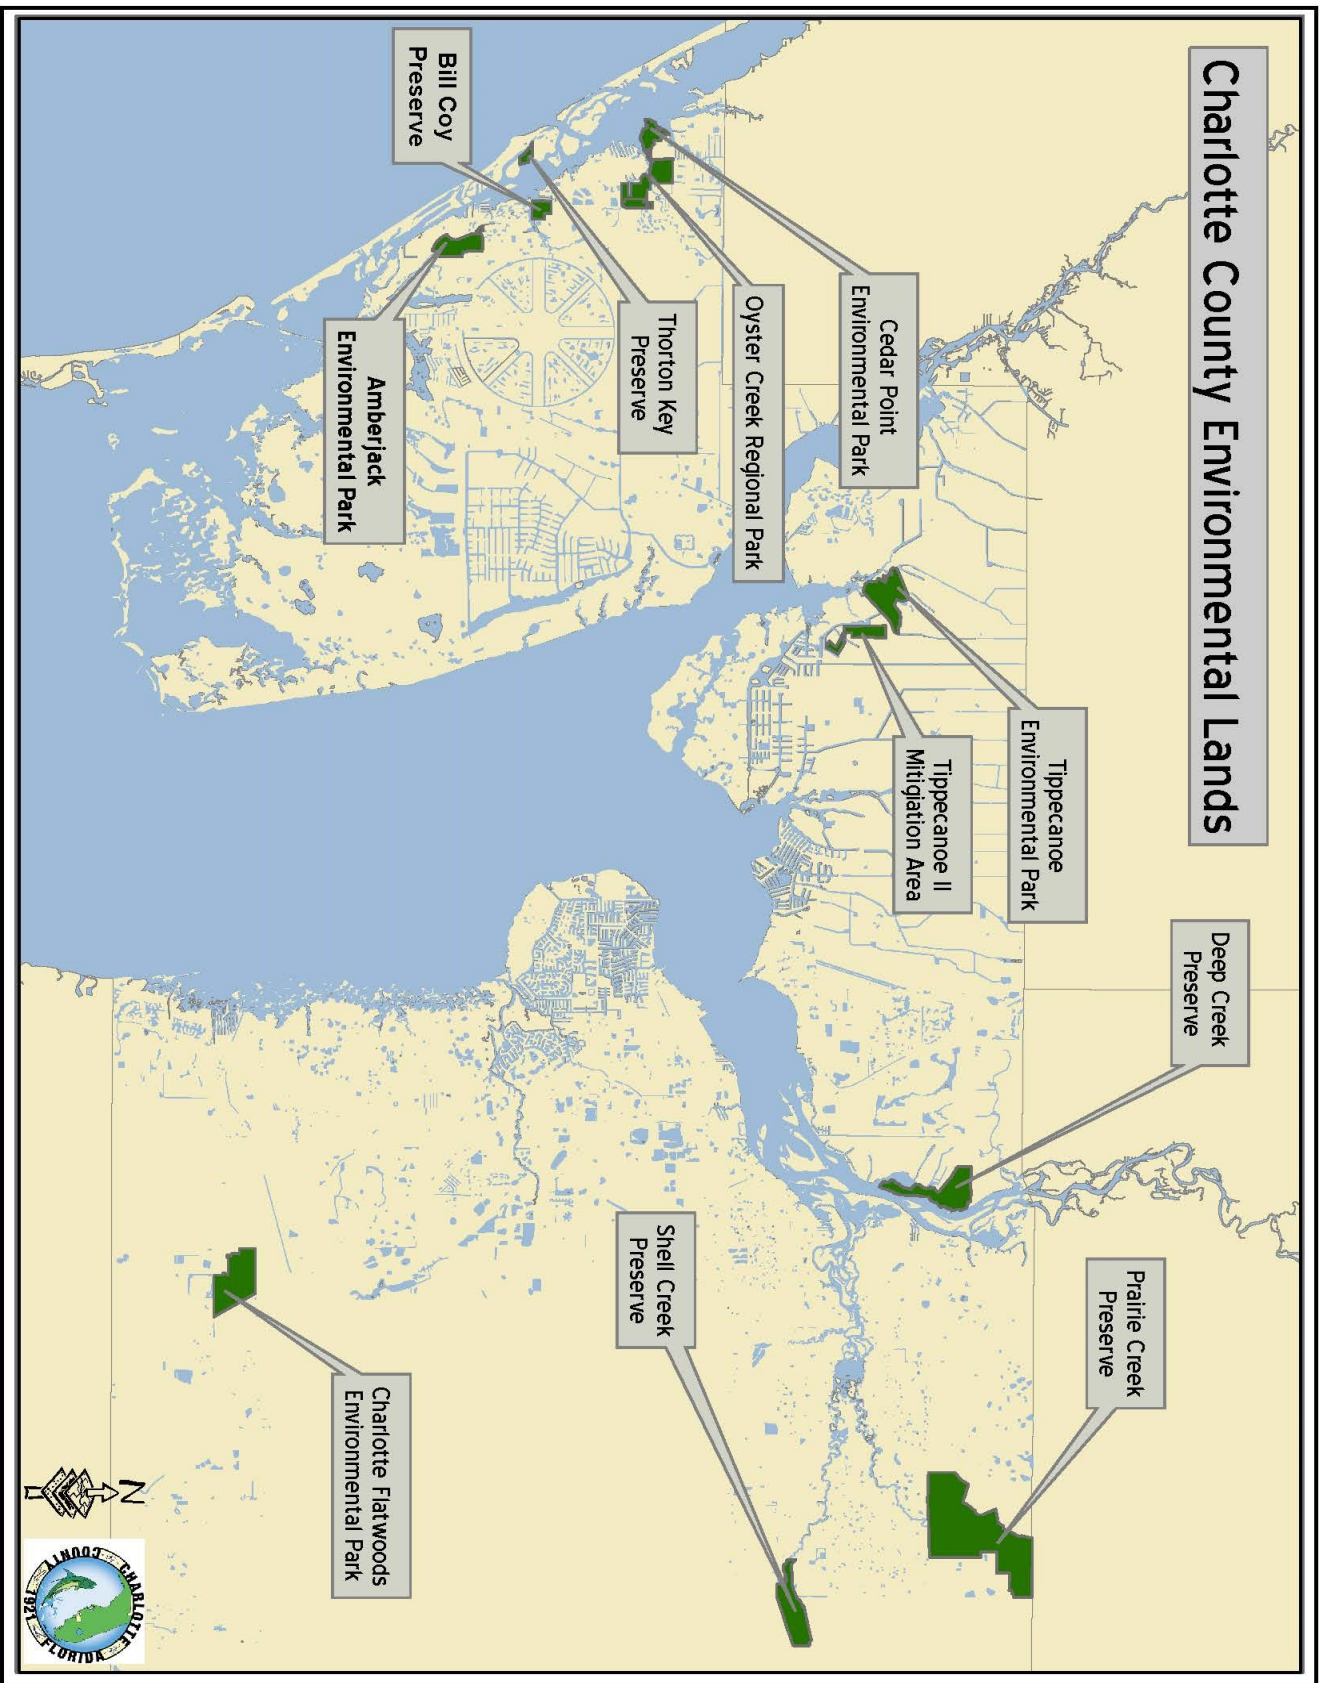 Charlotte County Environmental Lands
Deep Creek
Preserve
Prairie Creek
Preserve
Tippecanoe
Environmental Park
Tippecanoe II
Mitigiation Area
Cedar Point
Environmental Park
Oyster Creek Regional Park
Thorton Key
Preserve
Bill Coy
Preserve
Amberjack
Environmental Park
Shell Creek
Preserve
Charlotte Flatwoods
Environmental Park
N
CHARLOTTE COUNTY
FLORIDA
1921